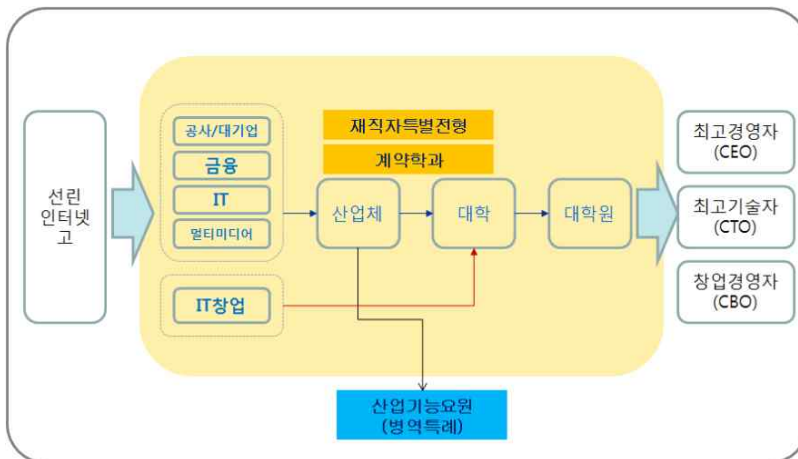 선린
인터넷
고
공사/대기업
금융
IT
멀티미디어
IT창업
재직자특별전형
계약학과
산업체
대학
대학원
산업기능요원
(병역특례)
최고경영자
(CEO)
최고기술자
(CTO)
창업경영자
(CBO)